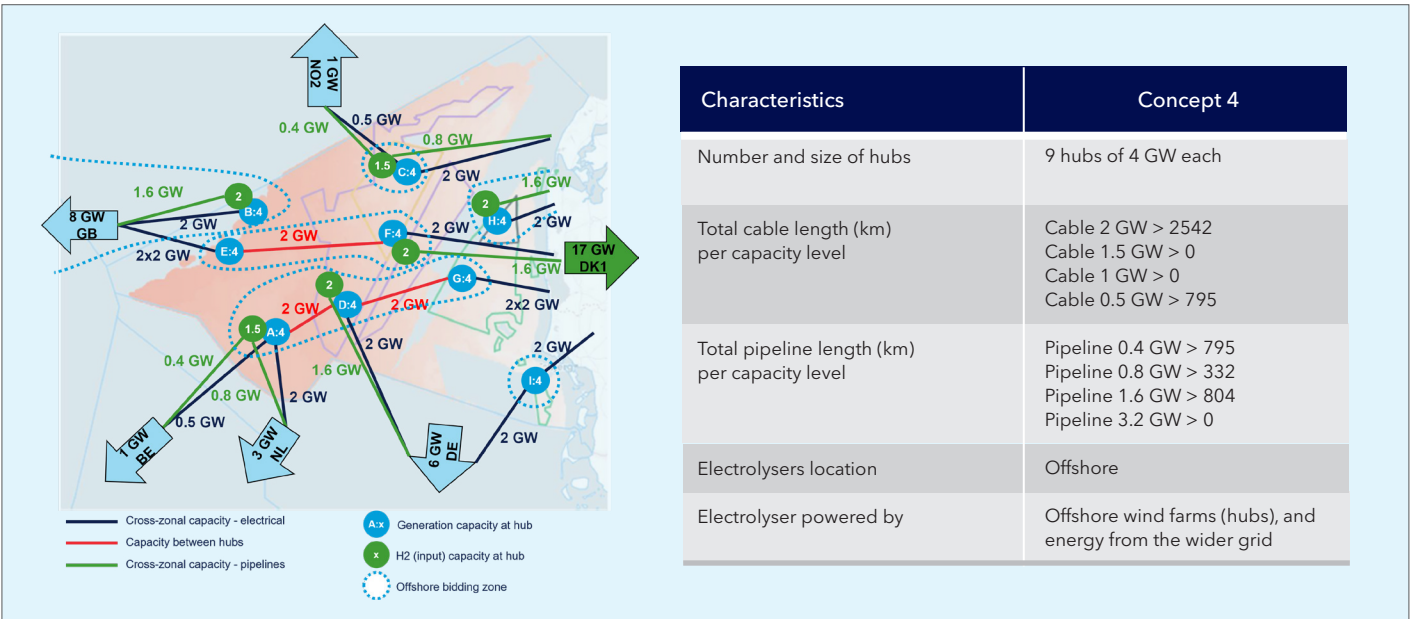 1 GW
NO2
0.4 GW
0.5 GW
0.8 GW
1.5
C:4
2 GW
1.6 GW
2
H:4
2 GW
1.6 GW
2
B:4
2 GW
8 GW
GB
2x2 GW
E:4
2 GW
F:4
2
2 GW
1.6 GW
17 GW
DK1
G:4
2x2 GW
2
D:4
2 GW
2 GW
1.5
A:4
2 GW
1.6 GW
0.4 GW
0.8 GW
2 GW
0.5 GW
2 GW
I:4
2 GW
1 GW
BE
3 GW
NL
6 GW
DE
Cross-zonal capacity - electrical
Capacity between hubs
Cross-zonal capacity - pipelines
A:x Generation capacity at hub
x H2 (input) capacity at hub
Offshore bidding zone
Characteristics Concept 4
Number and size of hubs 9 hubs of 4 GW each
Total cable length (km) Cable 2 GW > 2542
per capacity level Cable 1.5 GW > 0
Cable 1 GW > 0
Cable 0.5 GW > 795
Total pipeline length (km) Pipeline 0.4 GW > 795
per capacity level Pipeline 0.8 GW > 332
Pipeline 1.6 GW > 804
Pipeline 3.2 GW > 0
Electrolysers location Offshore
Electrolyser powered by Offshore wind farms (hubs), and
energy from the wider grid